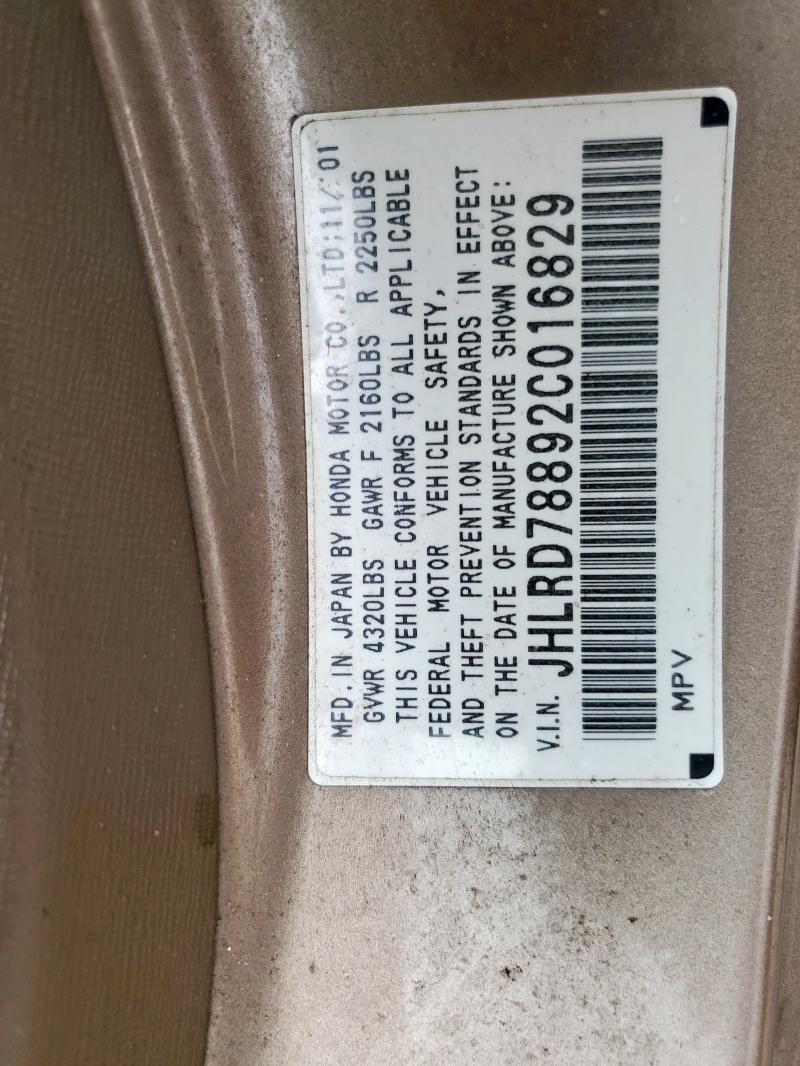 MFD. IN JAPAN BY HONDA MOTOR CO.,LTD;11/'01
GVWR 4320LBS GAWR F 2160LBS R 2250LBS
THIS VEHICLE CONFORMS TO ALL APPLICABLE
FEDERAL MOTOR VEHICLE SAFETY,
AND THEFT PREVENTION STANDARDS IN EFFECT
ON THE DATE OF MANUFACTURE SHOWN ABOVE:
V.I.N. JHLRD78892C016829
MPV